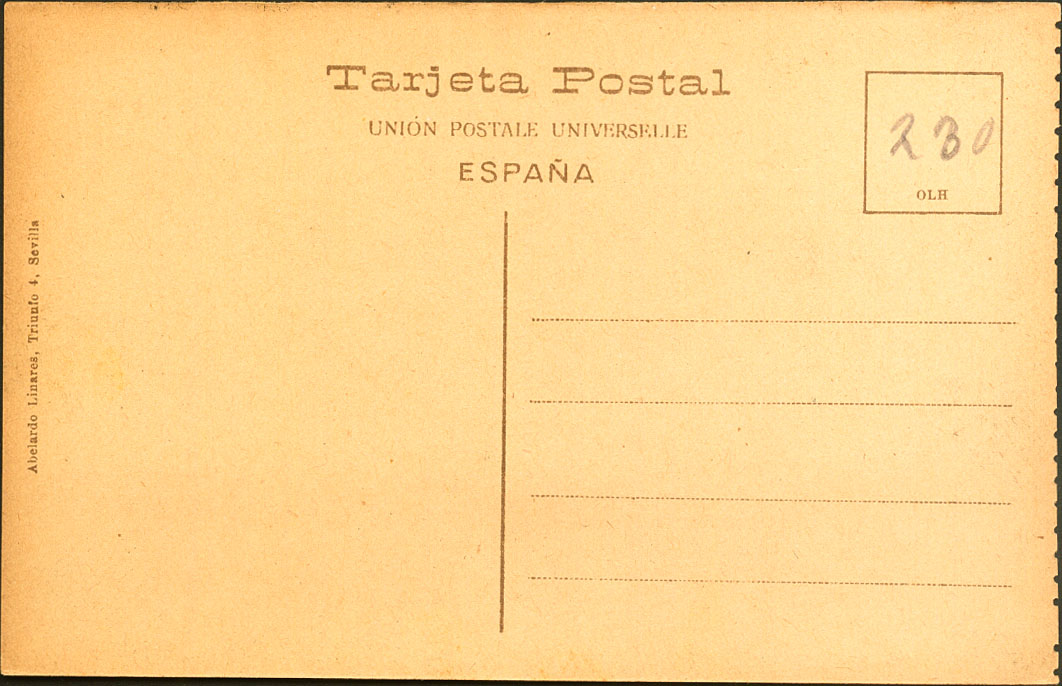 Tarjeta Postal
UNIÓN POSTALE UNIVERSELLE
ESPAÑA
230
OLH
Abelardo Linares, Triunfo 4, Sevilla